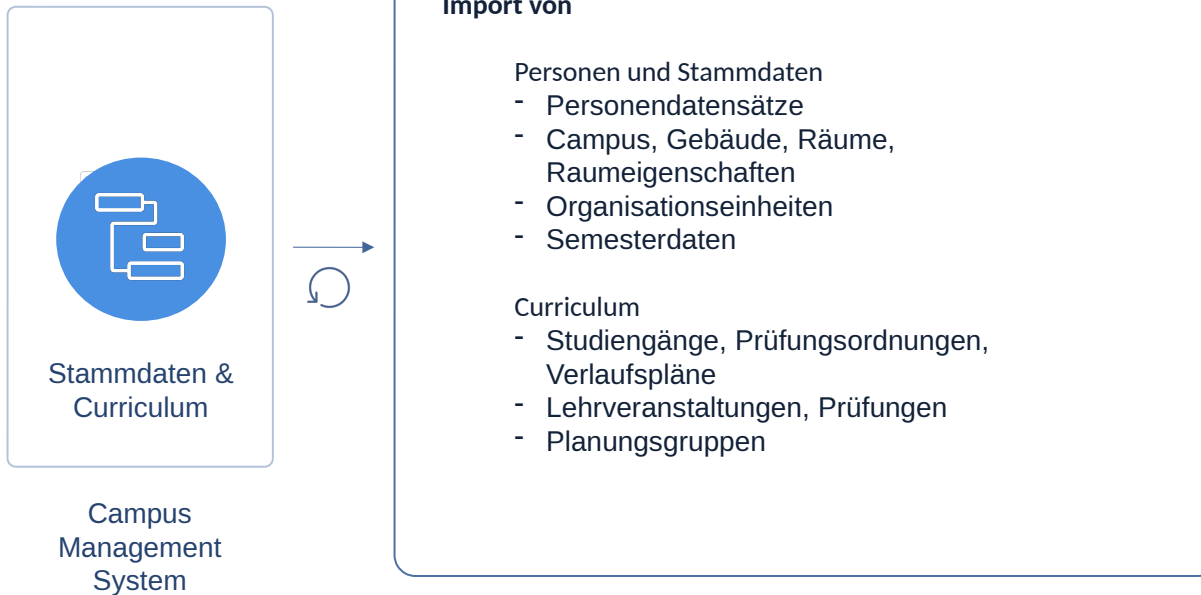 Import von
Personen und Stammdaten
- Personendatensätze
- Campus, Gebäude, Räume,
Raumeigenschaften
- Organisationseinheiten
- Semesterdaten
Curriculum
- Studiengänge, Prüfungsordnungen,
Verlaufspläne
- Lehrveranstaltungen, Prüfungen
- Planungsgruppen
Stammdaten &
Curriculum
Campus
Management
System